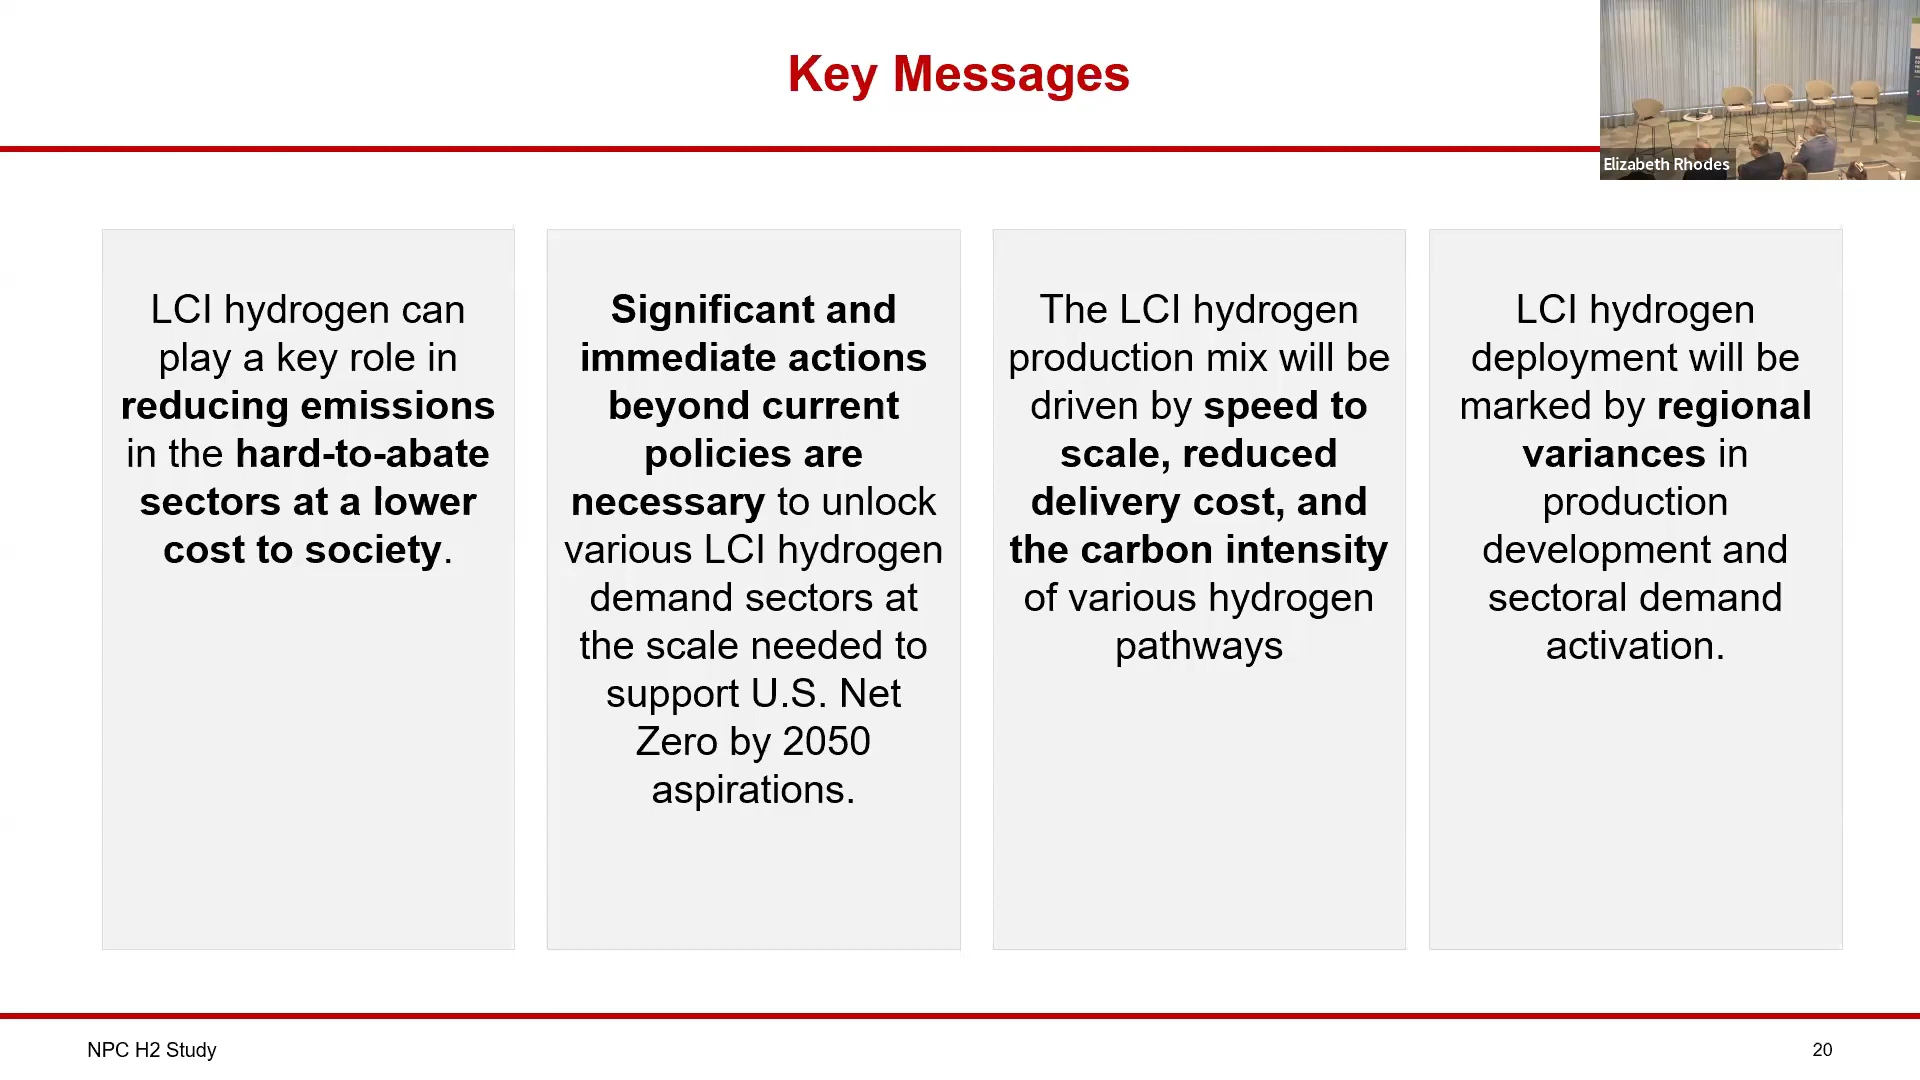 Key Messages
Elizabeth Rhodes
LCI hydrogen can
play a key role in
reducing emissions
in the hard-to-abate
sectors at a lower
cost to society.
Significant and
immediate actions
beyond current
policies are
necessary to unlock
various LCI hydrogen
demand sectors at
the scale needed to
support U.S. Net
Zero by 2050
aspirations.
The LCI hydrogen
production mix will be
driven by speed to
scale, reduced
delivery cost, and
the carbon intensity
of various hydrogen
pathways
LCI hydrogen
deployment will be
marked by regional
variances in
production
development and
sectoral demand
activation.
NPC H2 Study
20